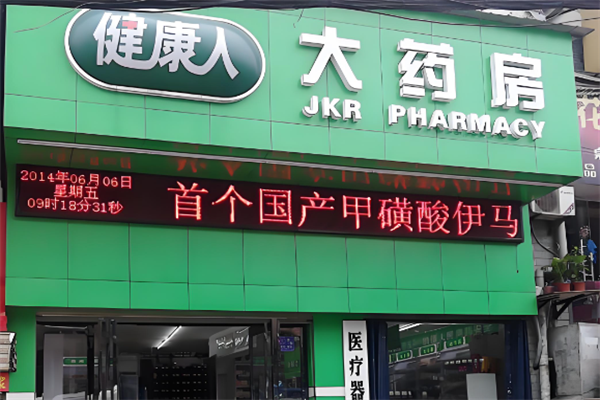 健康人
大药房
JKR PHARMACY
2014年06月06日
星期五
09时18分31秒
首个国产甲磺酸伊马
医疗器